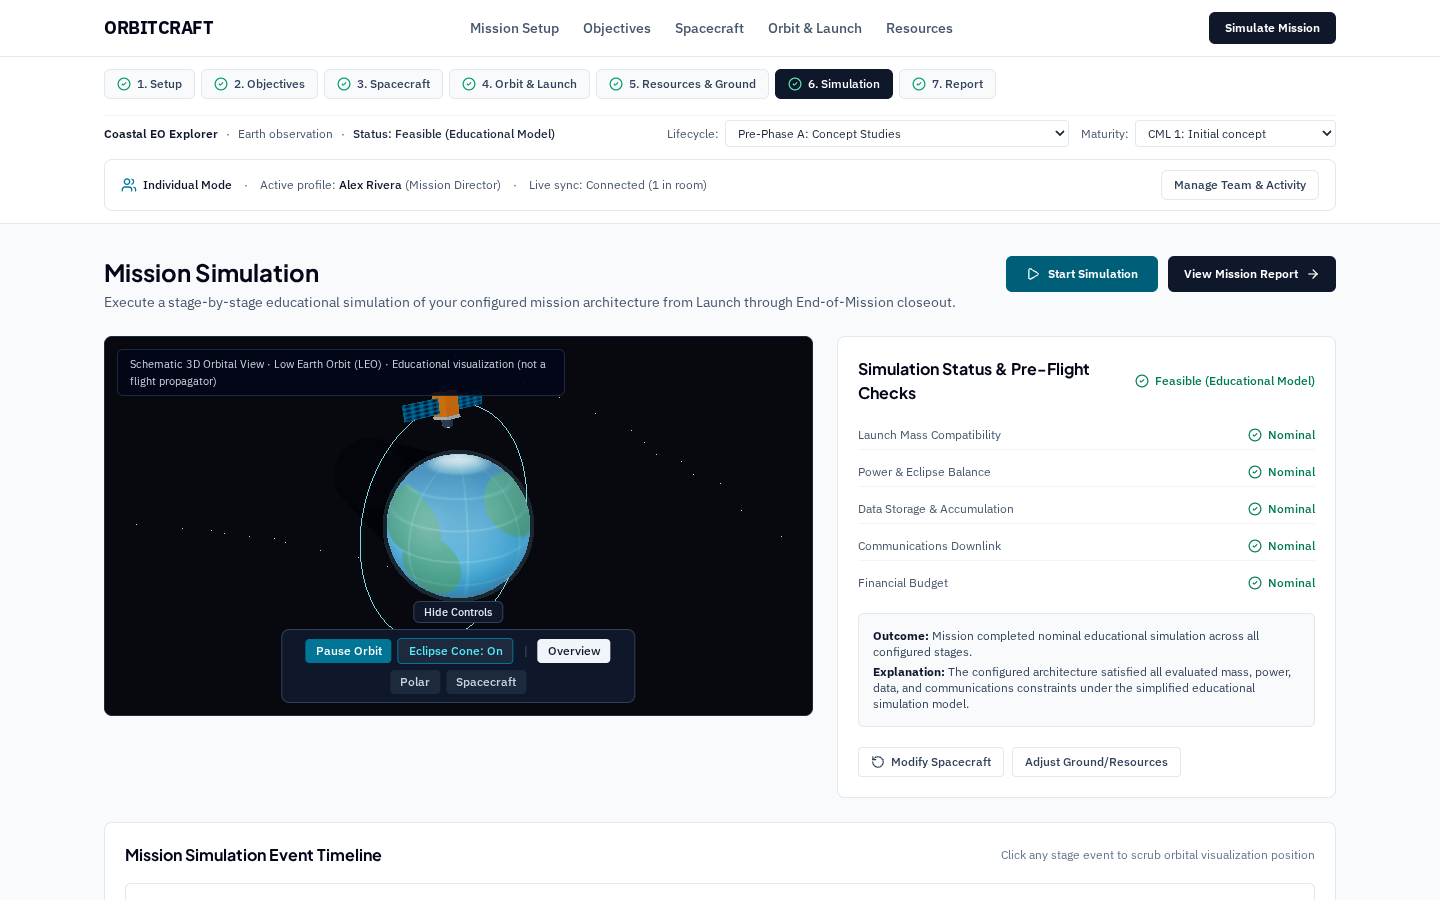 ORBITCRAFT
Mission Setup
Objectives
Spacecraft
Orbit & Launch
Resources
Simulate Mission
1. Setup
2. Objectives
3. Spacecraft
4. Orbit & Launch
5. Resources & Ground
6. Simulation
7. Report
Coastal EO Explorer · Earth observation · Status: Feasible (Educational Model)
Lifecycle: Pre-Phase A: Concept Studies
Maturity: CML 1: Initial concept
Individual Mode · Active profile: Alex Rivera (Mission Director) · Live sync: Connected (1 in room)
Manage Team & Activity
Mission Simulation
Start Simulation
View Mission Report
Execute a stage-by-stage educational simulation of your configured mission architecture from Launch through End-of-Mission closeout.
Schematic 3D Orbital View · Low Earth Orbit (LEO) · Educational visualization (not a
flight propagator)
Hide Controls
Pause Orbit
Eclipse Cone: On
|
Overview
Polar
Spacecraft
Simulation Status & Pre-Flight
Checks
Feasible (Educational Model)
Launch Mass Compatibility
Nominal
Power & Eclipse Balance
Nominal
Data Storage & Accumulation
Nominal
Communications Downlink
Nominal
Financial Budget
Nominal
Outcome: Mission completed nominal educational simulation across all
configured stages.
Explanation: The configured architecture satisfied all evaluated mass, power,
data, and communications constraints under the simplified educational
simulation model.
Modify Spacecraft
Adjust Ground/Resources
Mission Simulation Event Timeline
Click any stage event to scrub orbital visualization position